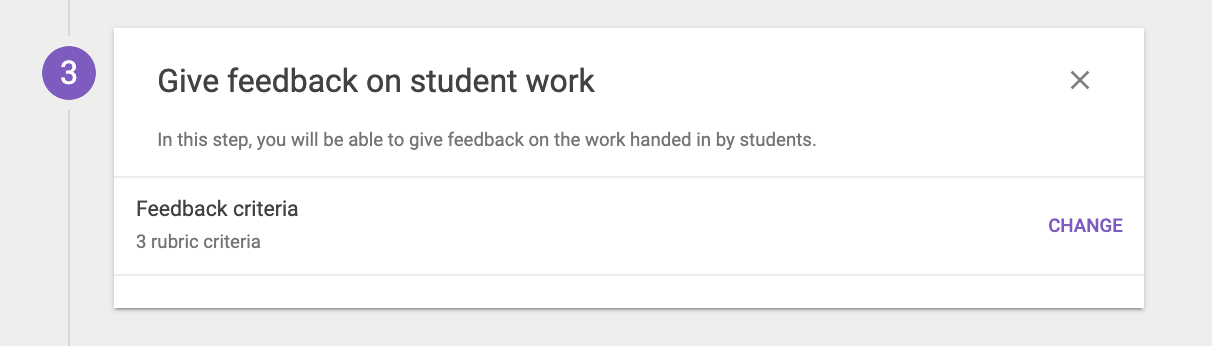 3
Give feedback on student work
In this step, you will be able to give feedback on the work handed in by students.
Feedback criteria
3 rubric criteria
CHANGE